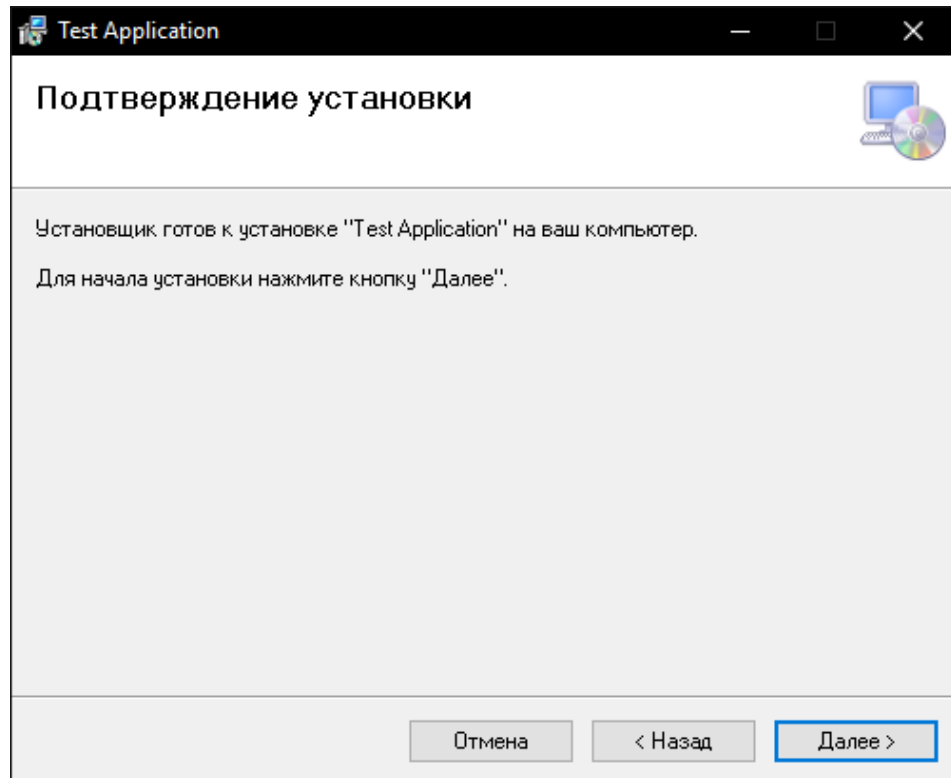 Test Application
Подтверждение установки
Установщик готов к установке "Test Application" на ваш компьютер.
Для начала установки нажмите кнопку "Далее".
Отмена
< Назад
Далее >